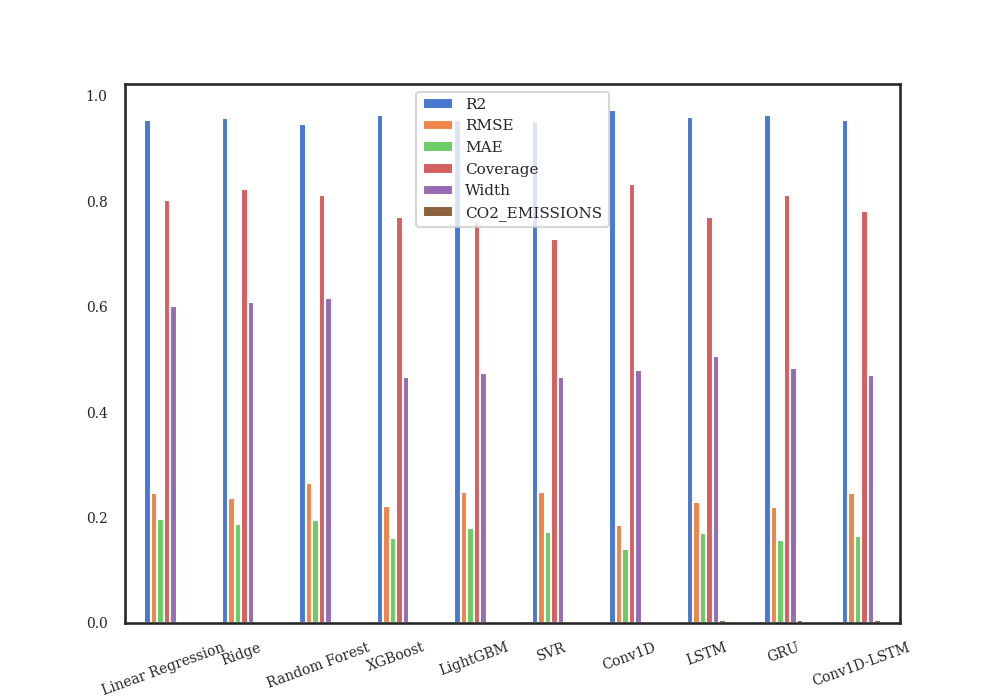 1.0
0.8
0.6
0.4
0.2
0.0
R2
RMSE
MAE
Coverage
Width
CO2_EMISSIONS
Linear Regression
Ridge
Random Forest
XGBoost
LightGBM
SVR
Conv1D
LSTM
GRU
Conv1D-LSTM